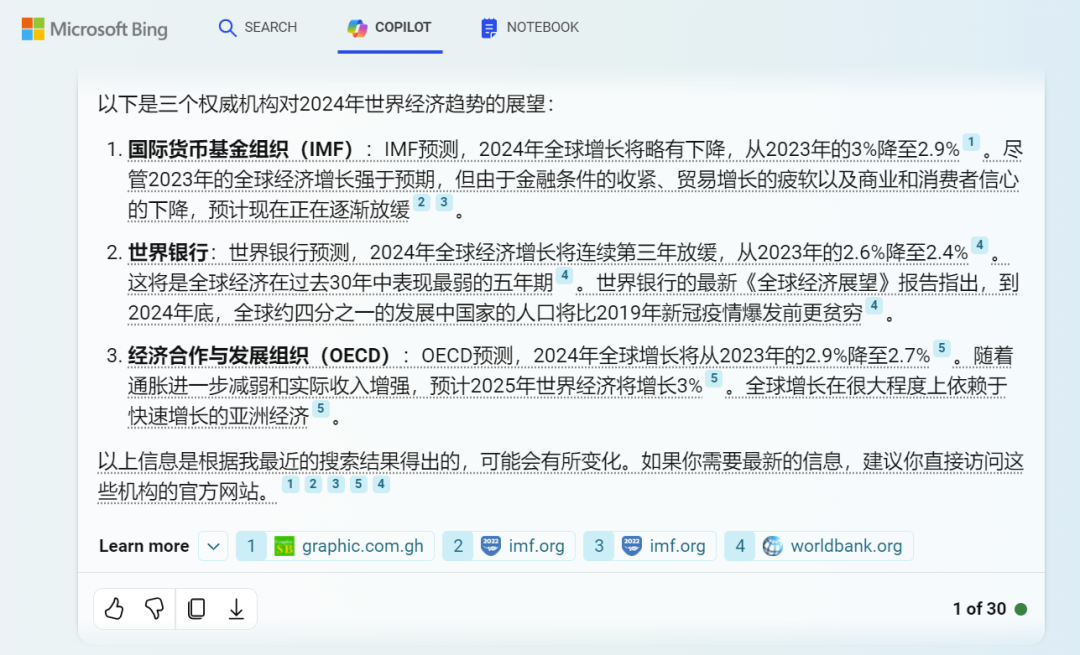 Microsoft Bing SEARCH COPILOT NOTEBOOK
以下是三个权威机构对2024年世界经济趋势的展望：
1. 国际货币基金组织（IMF）：IMF预测，2024年全球增长将略有下降，从2023年的3%降至2.9% 1 。尽
管2023年的全球经济增长强于预期，但由于金融条件的收紧、贸易增长的疲软以及商业和消费者信心
的下降，预计现在正在逐渐放缓 2 3 。
2. 世界银行：世界银行预测，2024年全球经济增长将连续第三年放缓，从2023年的2.6%降至2.4% 4 。
这将是全球经济在过去30年中表现最弱的五年期 4 。世界银行的最新《全球经济展望》报告指出，到
2024年底，全球约四分之一的发展中国家的人口将比2019年新冠疫情爆发前更贫穷 4 。
3. 经济合作与发展组织（OECD）：OECD预测，2024年全球增长将从2023年的2.9%降至2.7% 5 。随着
通胀进一步减弱和实际收入增强，预计2025年世界经济将增长3% 5 。全球增长在很大程度上依赖于
快速增长的亚洲经济 5 。
以上信息是根据我最近的搜索结果得出的，可能会有所变化。如果你需要最新的信息，建议你直接访问这
些机构的官方网站。 1 2 3 5 4
Learn more 1 graphic.com.gh 2 imf.org 3 imf.org 4 worldbank.org
1 of 30